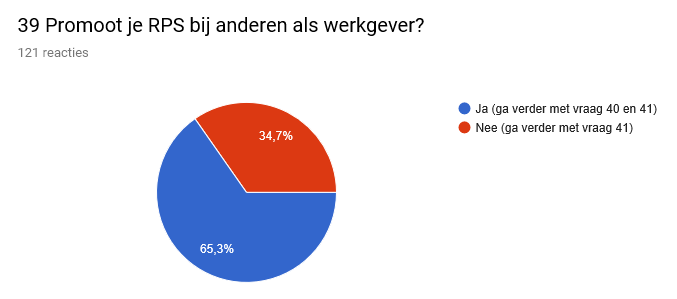 39 Promoot je RPS bij anderen als werkgever?
121 reacties
Ja (ga verder met vraag 40 en 41)
Nee (ga verder met vraag 41)
34,7%
65,3%